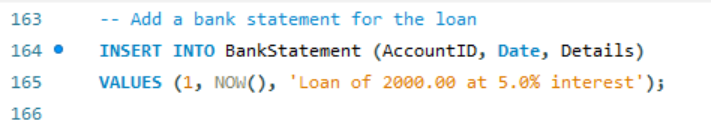 163 -- Add a bank statement for the loan
164 INSERT INTO BankStatement (AccountID, Date, Details)
165 VALUES (1, NOW(), 'Loan of 2000.00 at 5.0% interest');
166